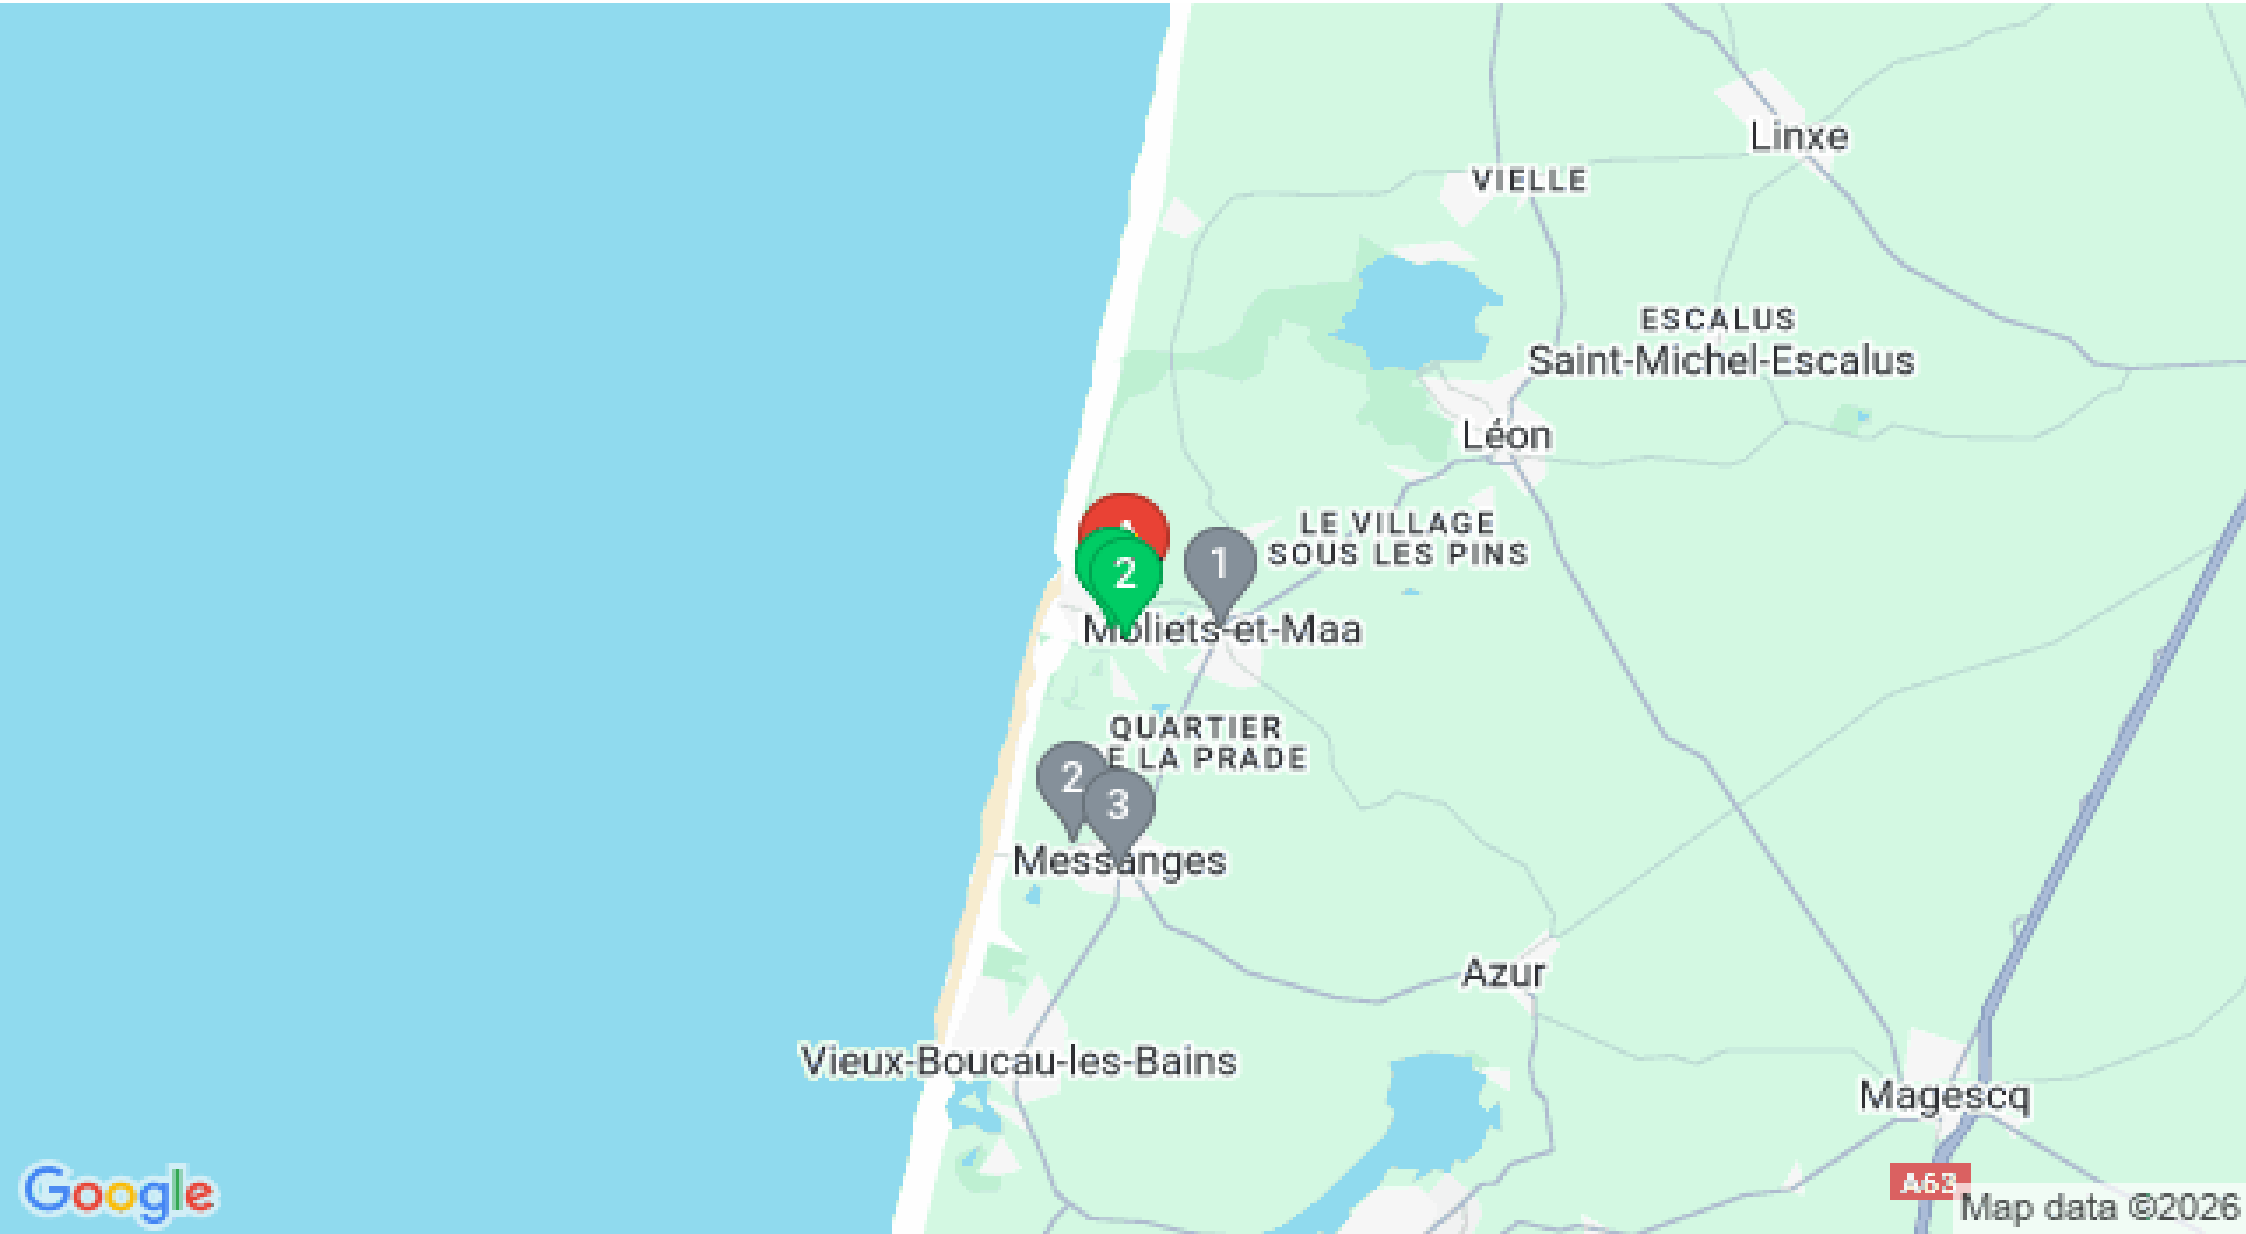 Linxe
VIELLE
ESCALUS
Saint-Michel-Escalus
Léon
LE VILLAGE
SOUS LES PINS
2
1
Moliets-et-Maa
QUARTIER
E LA PRADE
2
3
Messanges
Azur
Vieux-Boucau-les-Bains
Magescq
A63
Google
Map data ©2026